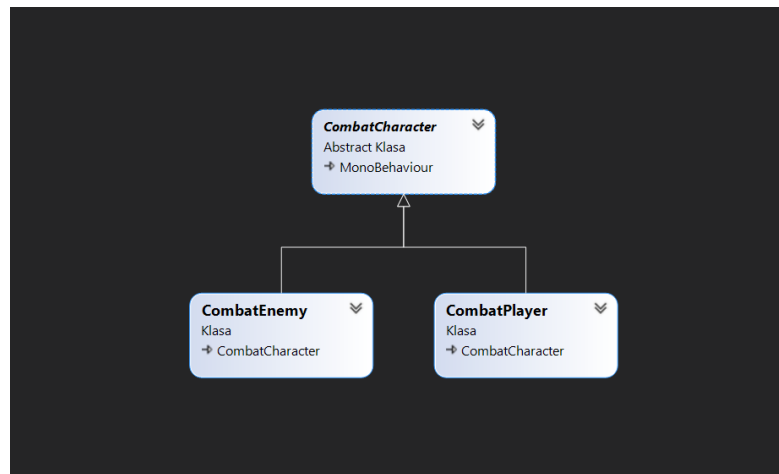 CombatCharacter
Abstract Klasa
MonoBehaviour
CombatEnemy
Klasa
CombatCharacter
CombatPlayer
Klasa
CombatCharacter